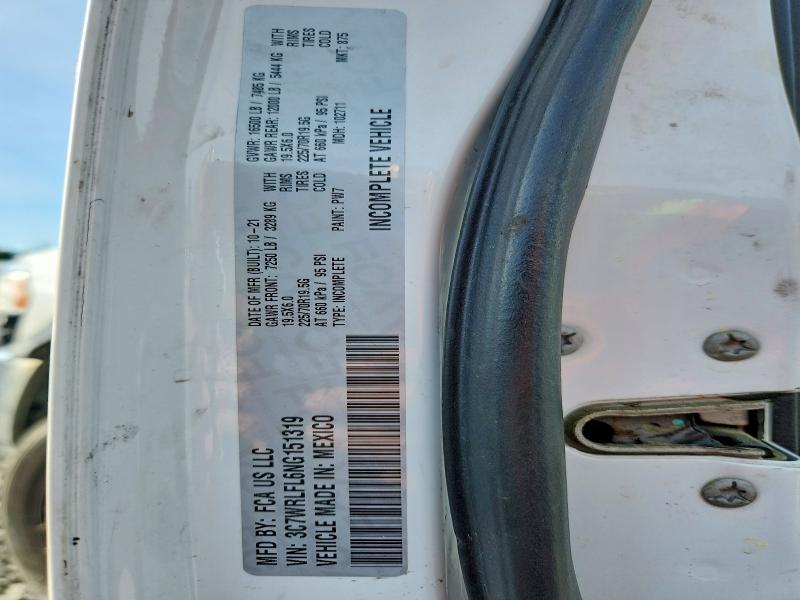 MFD BY: FCA US LLC
VIN: 3C7WRLFL6NG151319
VEHICLE MADE IN: MEXICO
DATE OF MFR (BUILT): 10-21
GVWR: 16500 LB / 7485 KG
GAWR FRONT: 7250 LB / 3289 KG WITH
19.5X6.0 RIMS
225/70R19.5G TIRES
AT 660 kPa / 95 PSI COLD
GAWR REAR: 12000 LB / 5444 KG WITH
19.5X6.0 RIMS
225/70R19.5G TIRES
AT 660 kPa / 95 PSI COLD
TYPE: INCOMPLETE PAINT: PW7 MDH: 102711 MKT: 875
INCOMPLETE VEHICLE